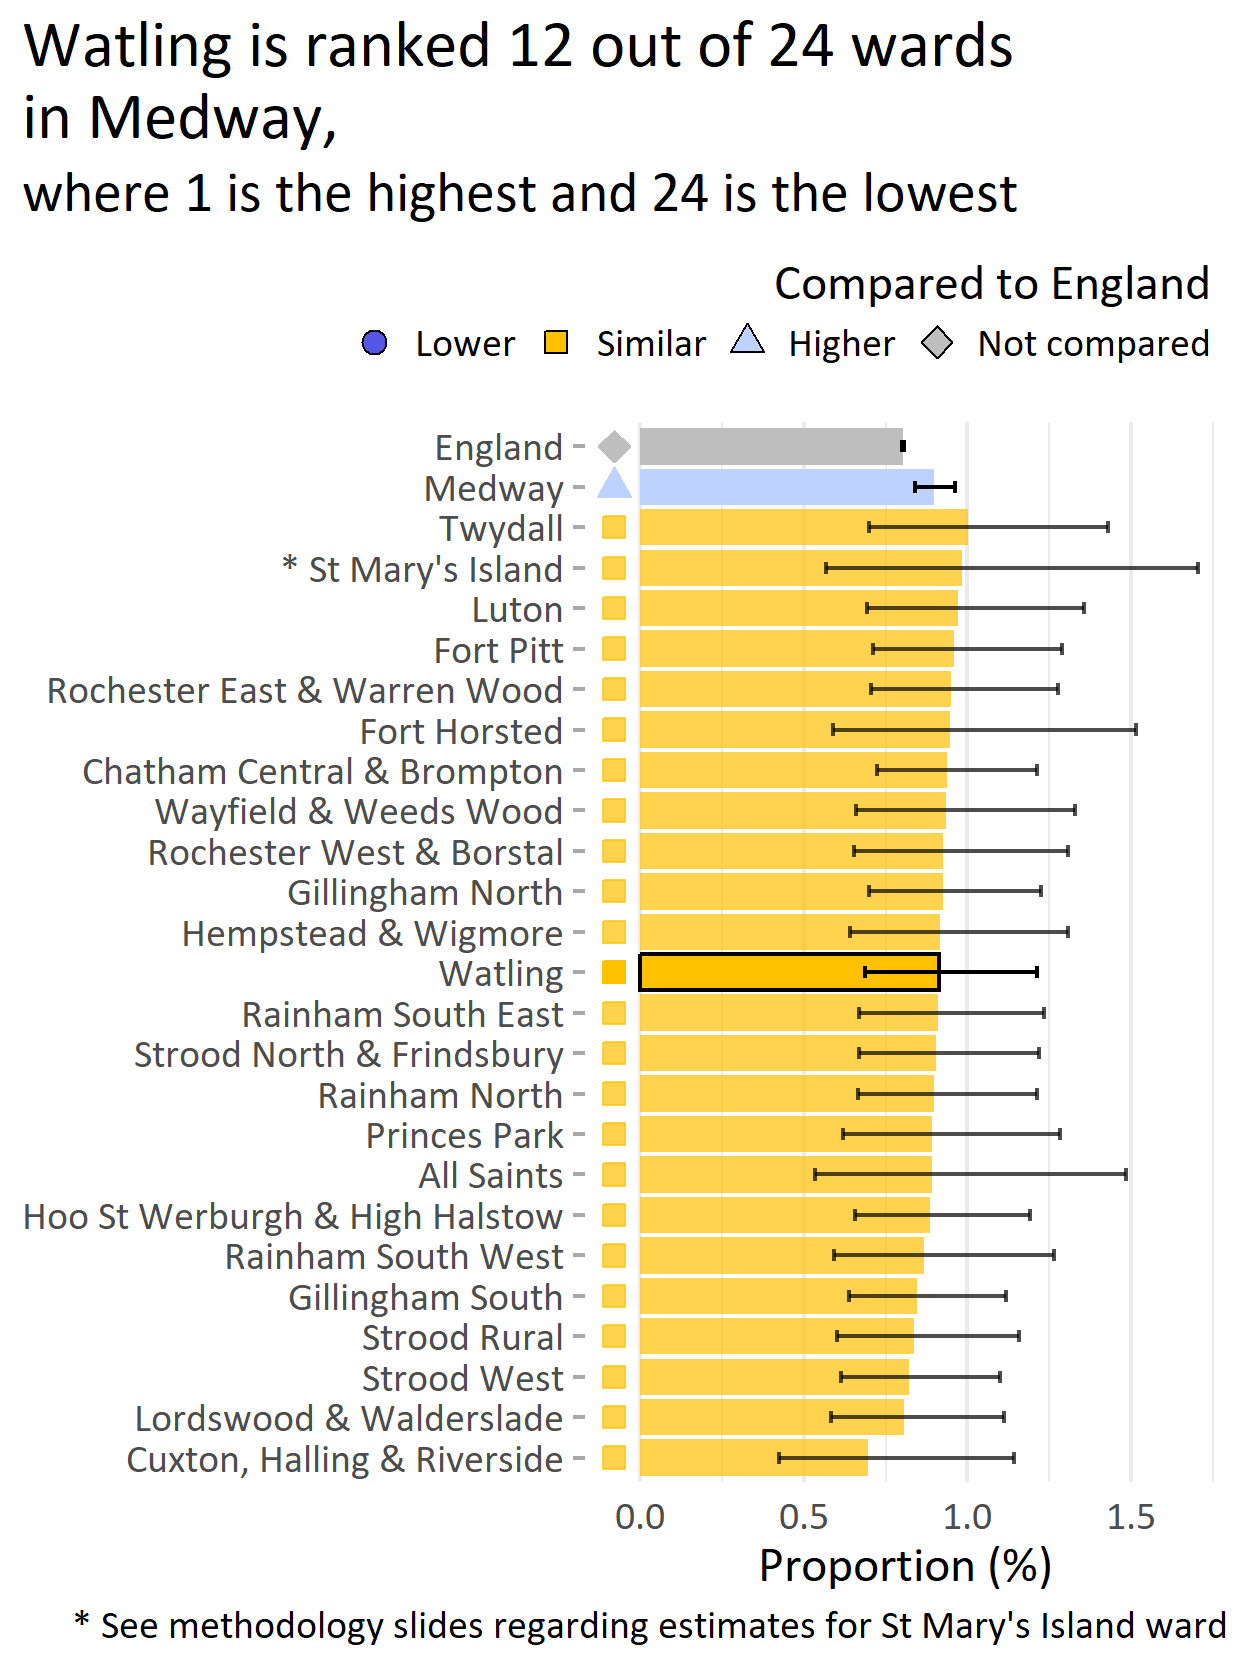 Watling is ranked 12 out of 24 wards
in Medway,
where 1 is the highest and 24 is the lowest
Compared to England
Lower Similar Higher Not compared
England
Medway
Twydall
* St Mary's Island
Luton
Fort Pitt
Rochester East & Warren Wood
Fort Horsted
Chatham Central & Brompton
Wayfield & Weeds Wood
Rochester West & Borstal
Gillingham North
Hempstead & Wigmore
Watling
Rainham South East
Strood North & Frindsbury
Rainham North
Princes Park
All Saints
Hoo St Werburgh & High Halstow
Rainham South West
Gillingham South
Strood Rural
Strood West
Lordswood & Walderslade
Cuxton, Halling & Riverside
0.0 0.5 1.0 1.5
Proportion (%)
* See methodology slides regarding estimates for St Mary's Island ward